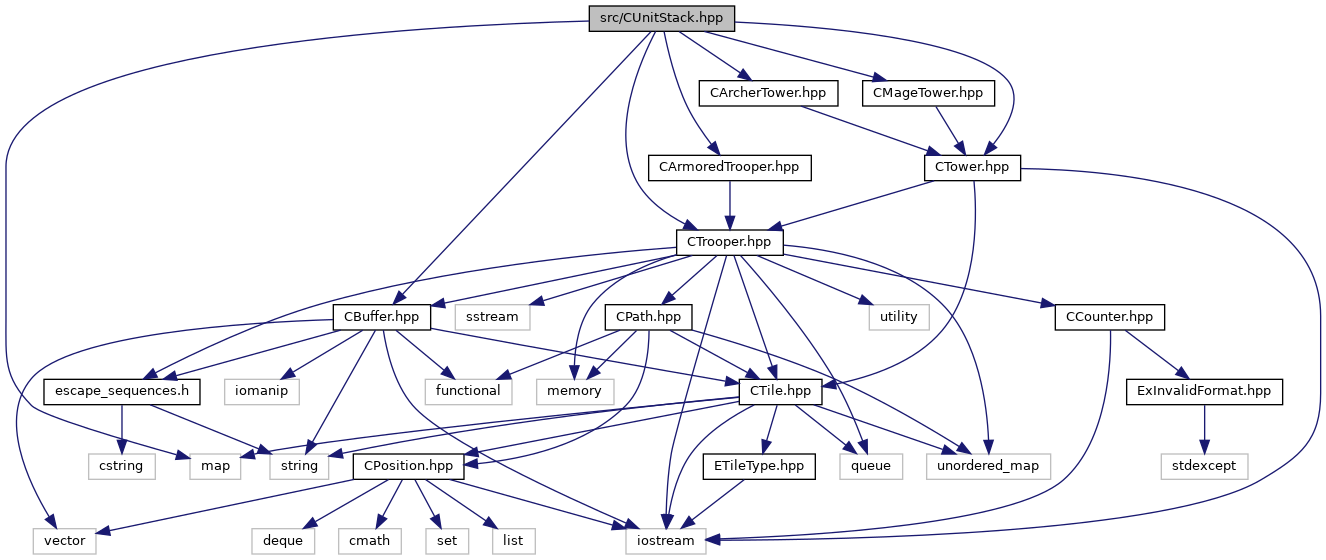 src/CUnitStack.hpp
CArcherTower.hpp
CMageTower.hpp
CArmoredTrooper.hpp
CTower.hpp
CTrooper.hpp
CBuffer.hpp
sstream
CPath.hpp
utility
CCounter.hpp
escape_sequences.h
iomanip
functional
memory
CTile.hpp
ExInvalidFormat.hpp
cstring
map
string
CPosition.hpp
ETileType.hpp
queue
unordered_map
stdexcept
vector
deque
cmath
set
list
iostream